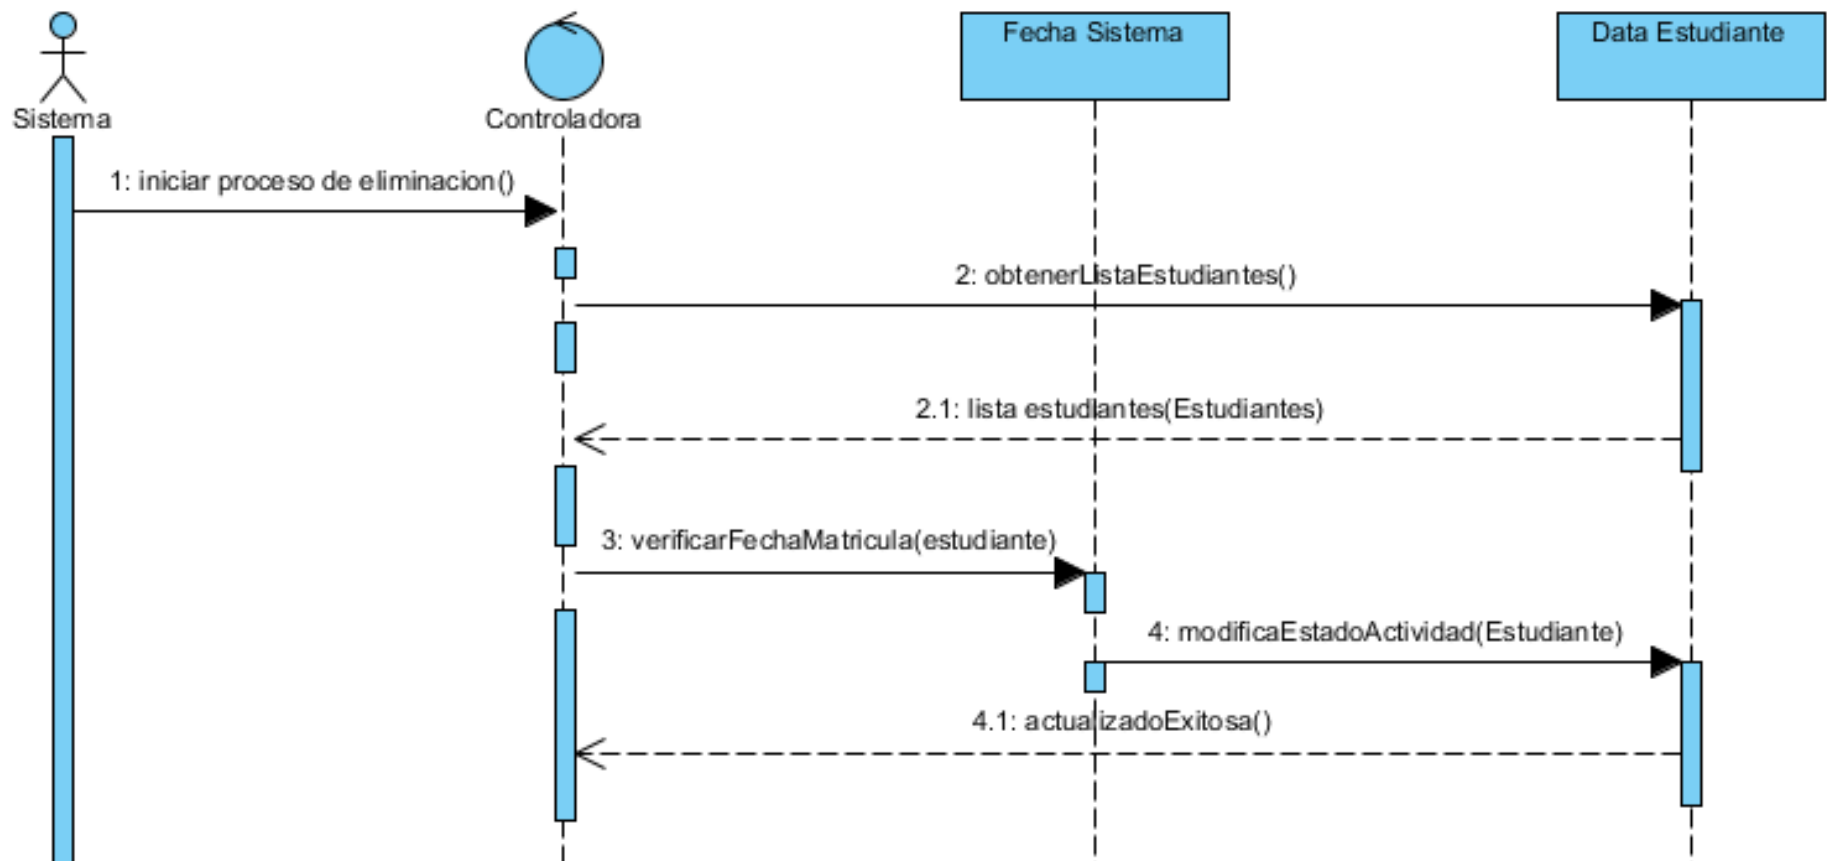 Fecha Sistema
Data Estudiante
Sistema
Controladora
1: iniciar proceso de eliminacion()
2: obtenerListaEstudiantes()
2.1: lista estudiantes(Estudiantes)
3: verificarFechaMatricula(estudiante)
4: modificaEstadoActividad(Estudiante)
4.1: actualizadoExitosa()